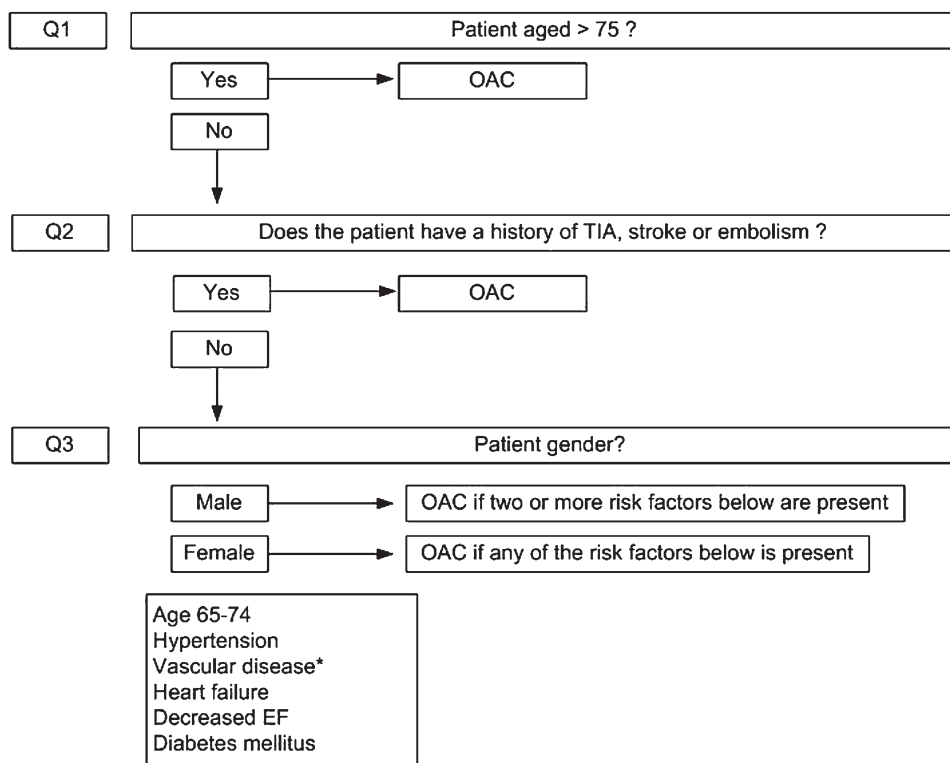 Q1
Patient aged > 75 ?
Yes
OAC
No
Q2
Does the patient have a history of TIA, stroke or embolism ?
Yes
OAC
No
Q3
Patient gender?
Male
OAC if two or more risk factors below are present
Female
OAC if any of the risk factors below is present
Age 65-74
Hypertension
Vascular disease*
Heart failure
Decreased EF
Diabetes mellitus